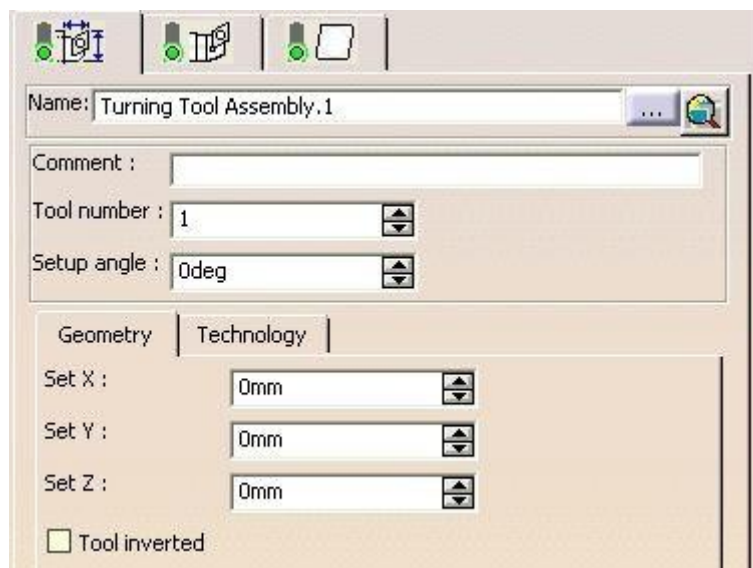 Name: Turning Tool Assembly.1 ...
Comment :
Tool number : 1
Setup angle : 0deg
Geometry Technology
Set X : 0mm
Set Y : 0mm
Set Z : 0mm
Tool inverted